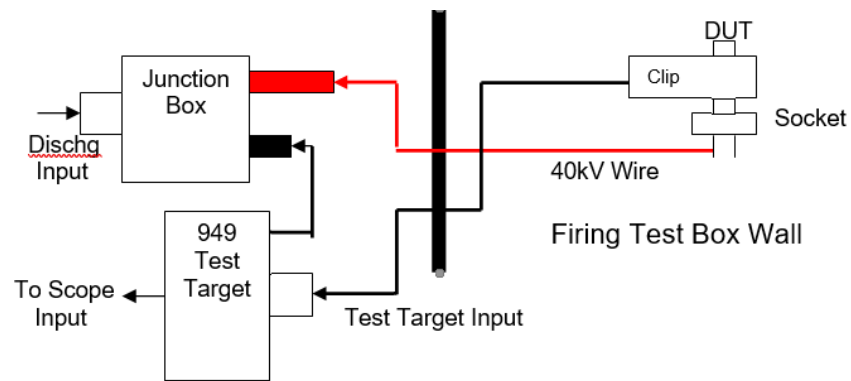 DUT
Junction
Box
Clip
Dischg
Input
Socket
40kV Wire
949
Test
Target
Firing Test Box Wall
To Scope
Input
Test Target Input